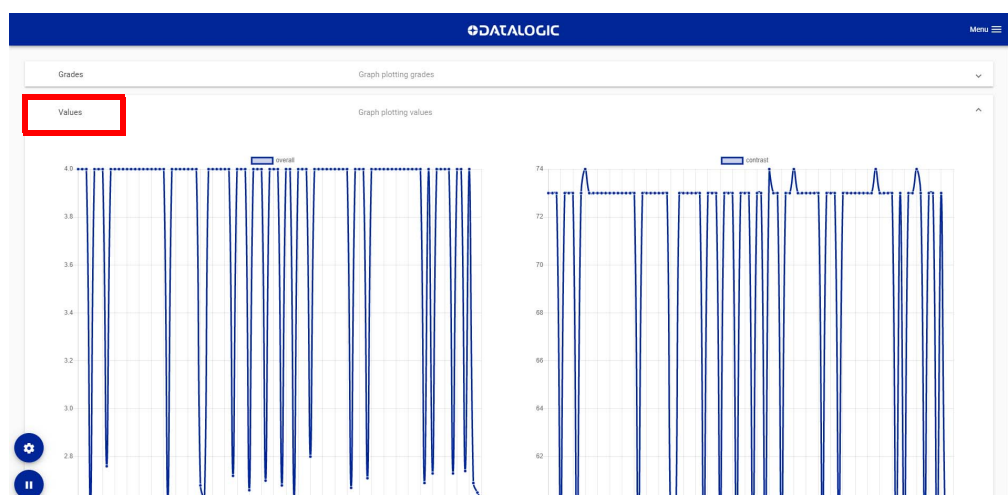 DATALOGIC
Menu
Grades Graph plotting grades
Values Graph plotting values
overall
4.0
3.8
3.6
3.4
3.2
3.0
2.8
contrast
74
72
70
68
66
64
62